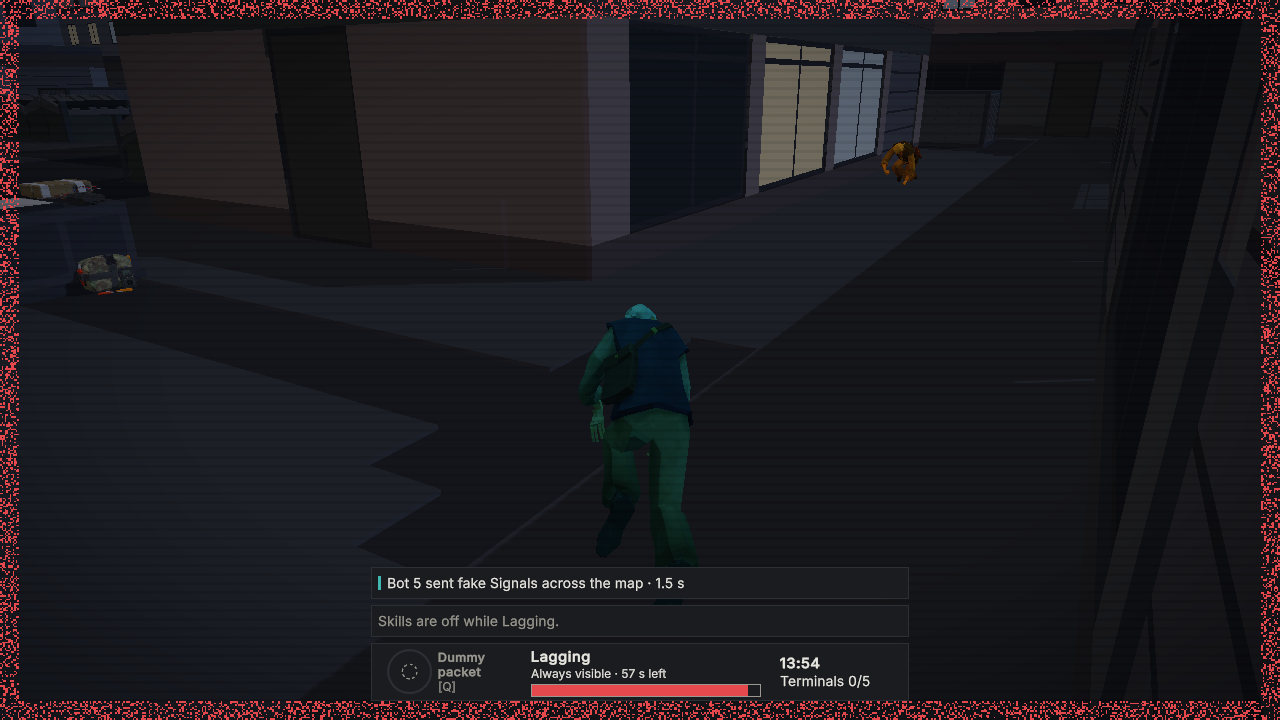 Bot 5 sent fake Signals across the map · 1.5 s
Skills are off while Lagging.
Dummy
packet
[Q]
Lagging
Always visible · 57 s left
13:54
Terminals 0/5